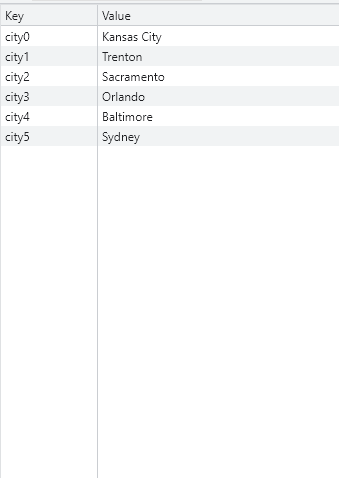 Key Value
city0 Kansas City
city1 Trenton
city2 Sacramento
city3 Orlando
city4 Baltimore
city5 Sydney